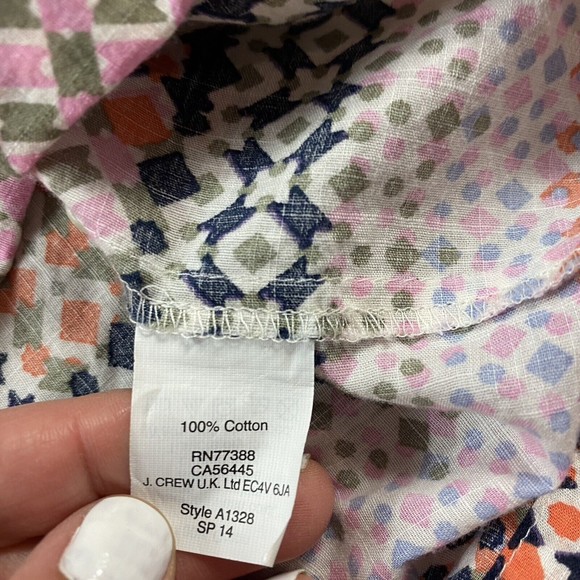 100% Cotton
RN77388
CA56445
J. CREW U.K. Ltd EC4V 6JA
Style A1328
SP 14